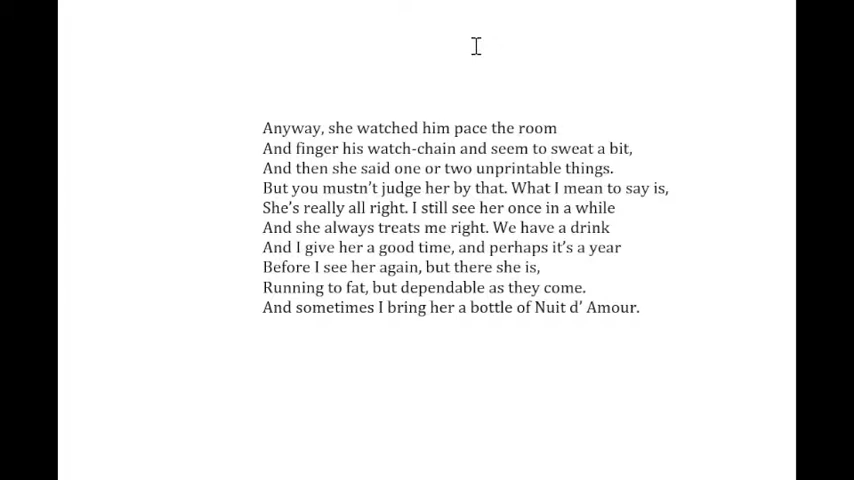 Anyway, she watched him pace the room
And finger his watch-chain and seem to sweat a bit,
And then she said one or two unprintable things.
But you mustn’t judge her by that. What I mean to say is,
She’s really all right. I still see her once in a while
And she always treats me right. We have a drink
And I give her a good time, and perhaps it’s a year
Before I see her again, but there she is,
Running to fat, but dependable as they come.
And sometimes I bring her a bottle of Nuit d’ Amour.